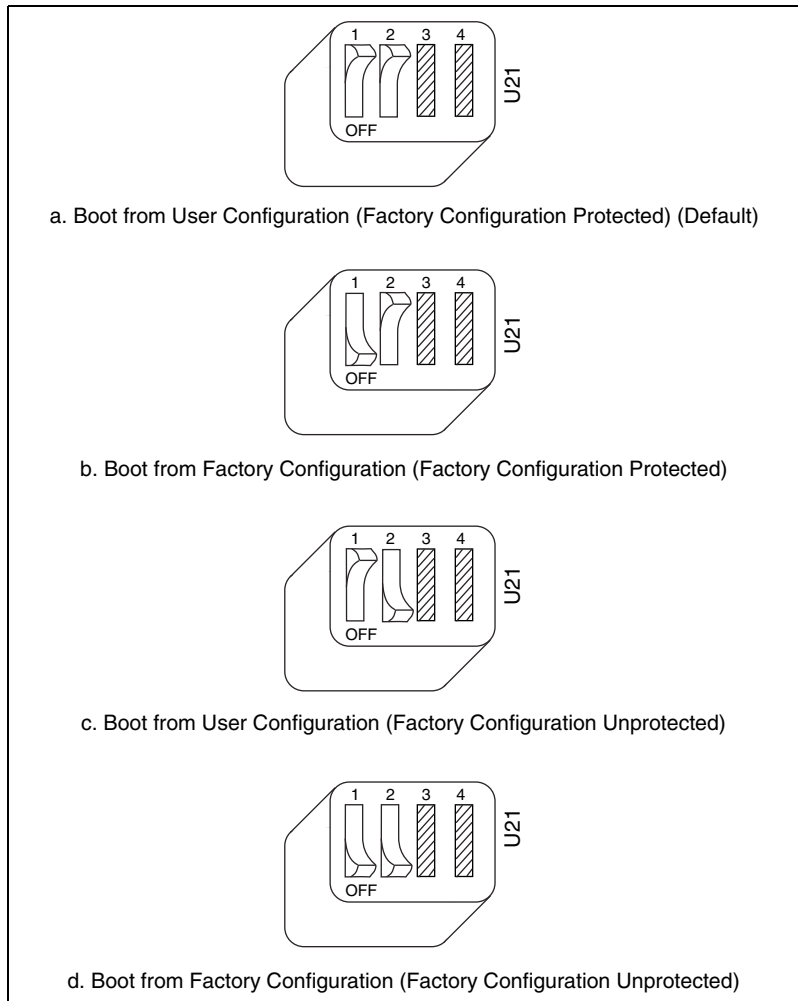 1 2 3 4
OFF
U21
a. Boot from User Configuration (Factory Configuration Protected) (Default)
1 2 3 4
OFF
U21
b. Boot from Factory Configuration (Factory Configuration Protected)
1 2 3 4
OFF
U21
c. Boot from User Configuration (Factory Configuration Unprotected)
1 2 3 4
OFF
U21
d. Boot from Factory Configuration (Factory Configuration Unprotected)